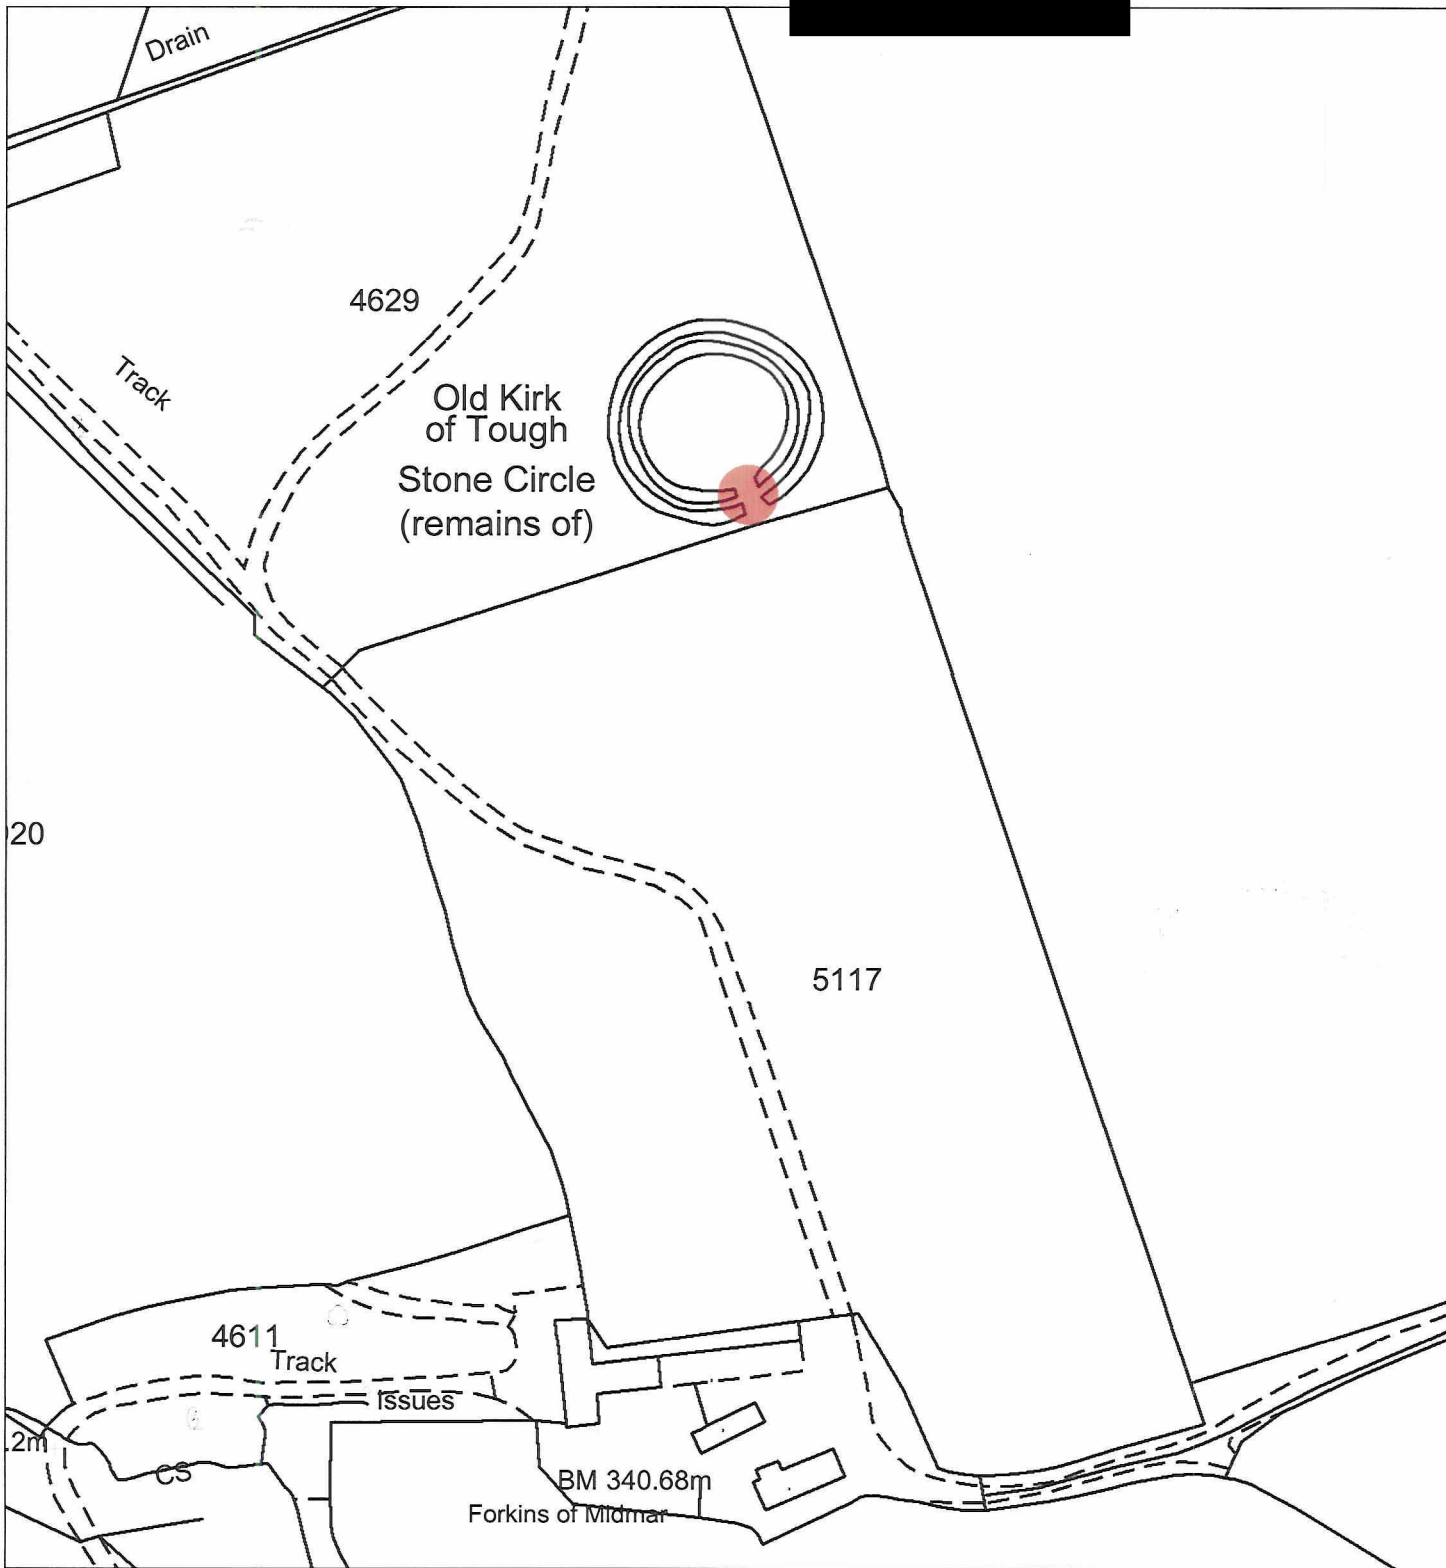 Drain
4629
Track
Old Kirk
of Tough
Stone Circle
(remains of)
20
5117
4611
Track
Issues
.2m
CS
BM 340.68m
Forkins of Midmar